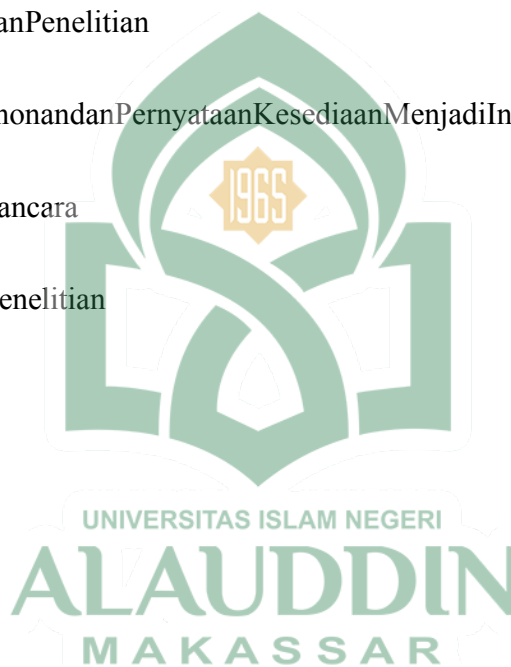 anPenelitian
honandanPernyataanKesediaanMenjadiIn
ancara
enelitian
1965
UNIVERSITAS ISLAM NEGERI
ALAUDDIN
MAKASSAR